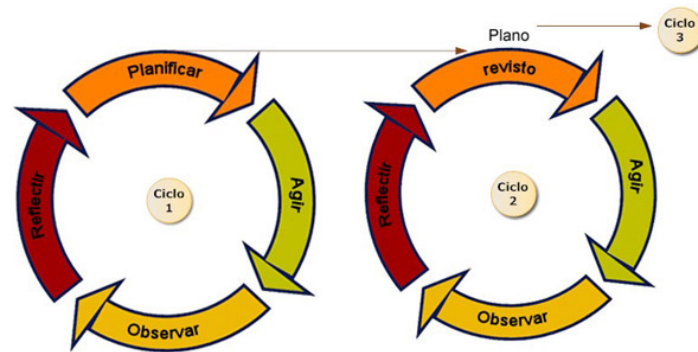 Planificar
Agir
Observar
Reflectir
Ciclo
1
Plano
revisto
Agir
Observar
Reflectir
Ciclo
2
Ciclo
3